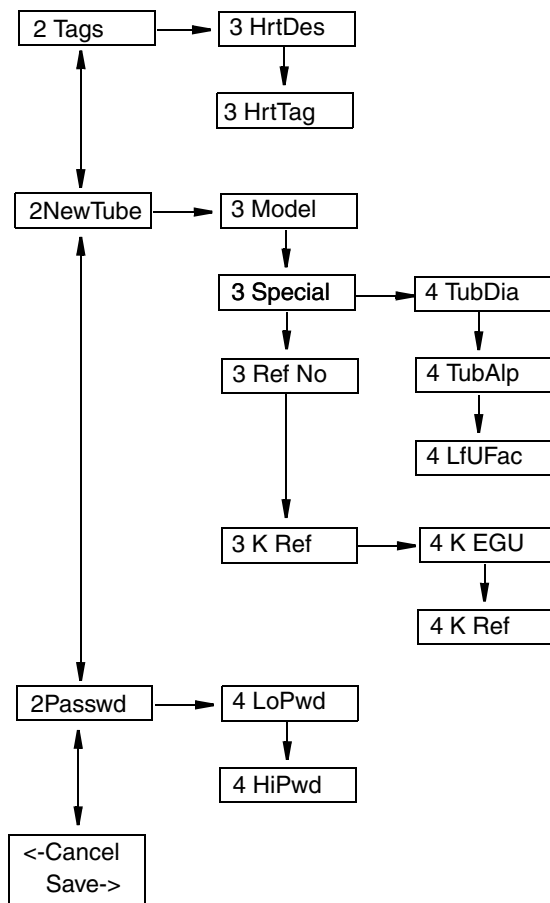 2 Tags
3 HrtDes
3 HrtTag
2NewTube
3 Model
3 Special
4 TubDia
3 Ref No
4 TubAlp
4 LfUFac
3 K Ref
4 K EGU
4 K Ref
2Passwd
4 LoPwd
4 HiPwd
<-Cancel
Save->